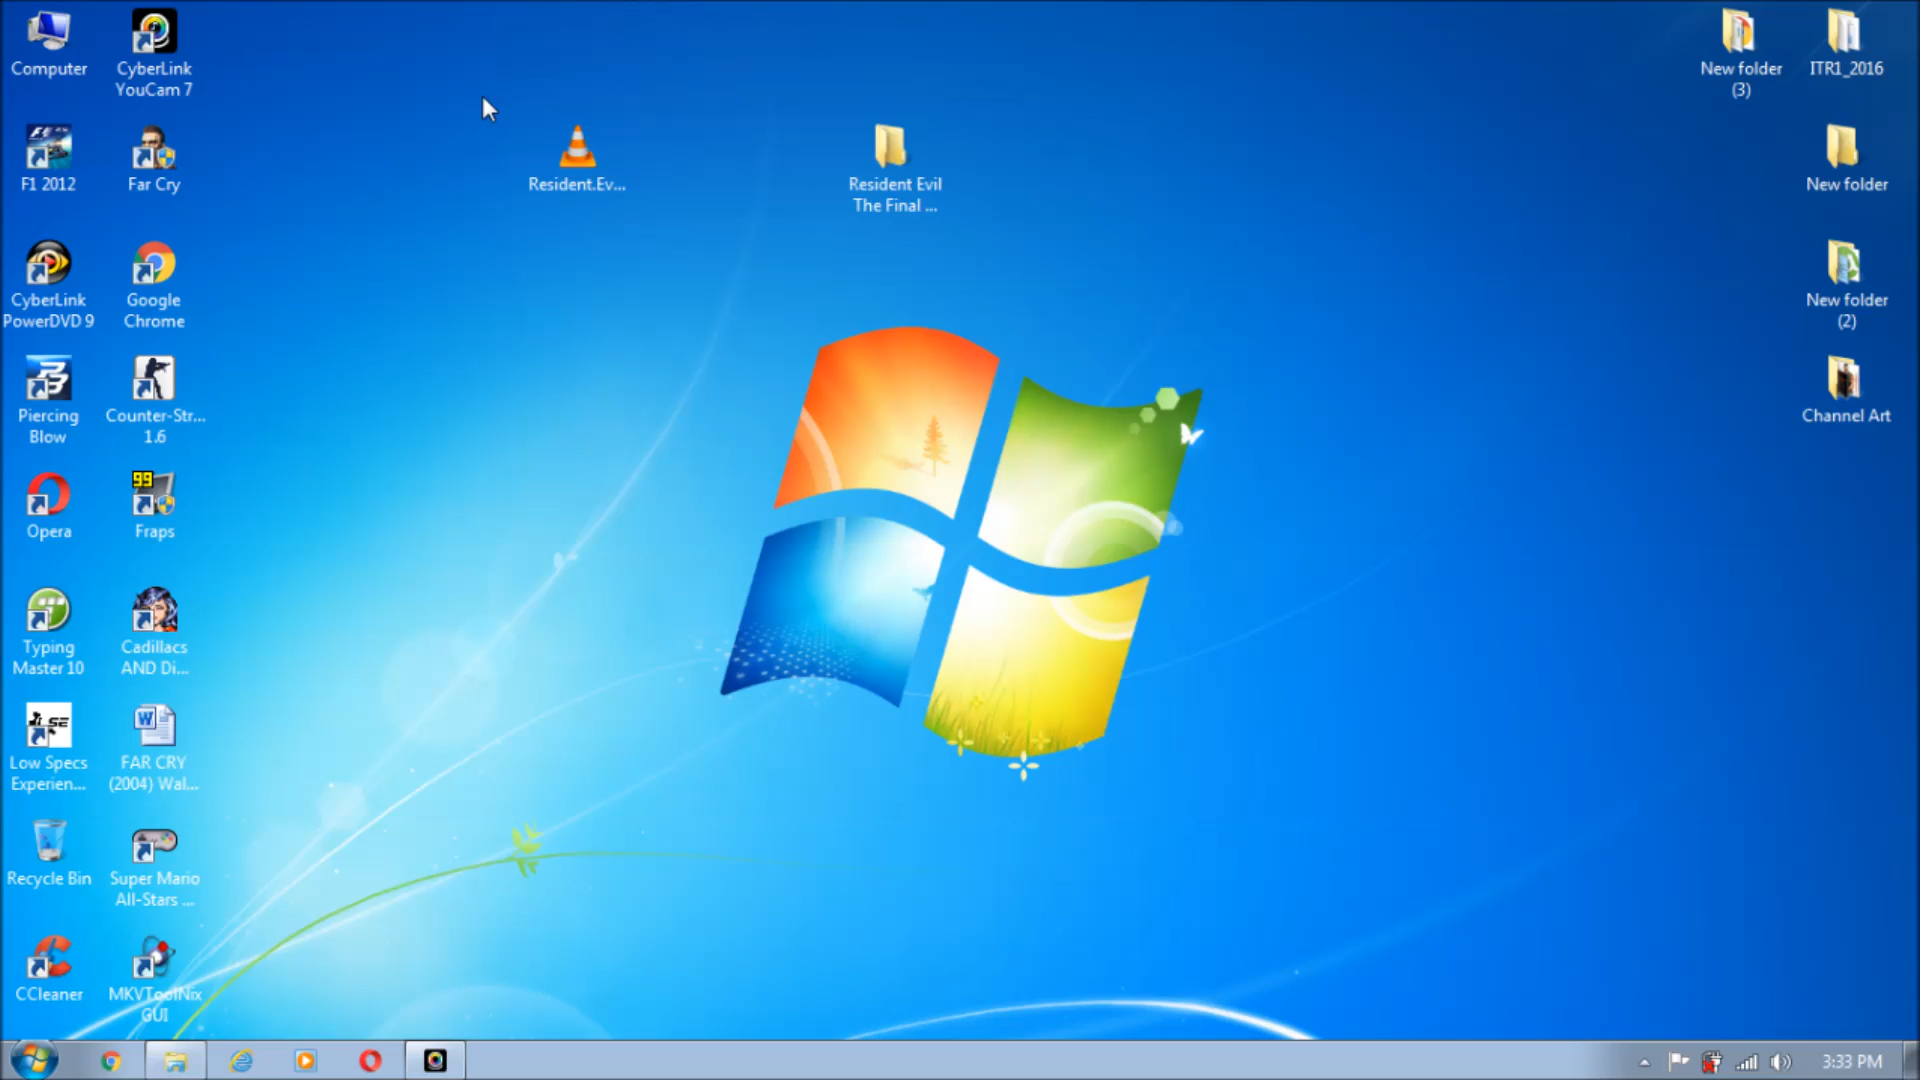 Computer
CyberLink
YouCam 7
New folder
(3)
ITR1_2016
F1 2012
Far Cry
Resident.Ev...
Resident Evil
The Final ...
New folder
CyberLink
PowerDVD 9
Google
Chrome
New folder
(2)
Piercing
Blow
Counter-Str...
1.6
Channel Art
99
Opera
Fraps
Typing
Master 10
Cadillacs
AND Di...
Low Specs
Experien...
FAR CRY
(2004) Wal...
Recycle Bin
Super Mario
All-Stars ...
CCleaner
MKVToolNix
GUI
3:33 PM